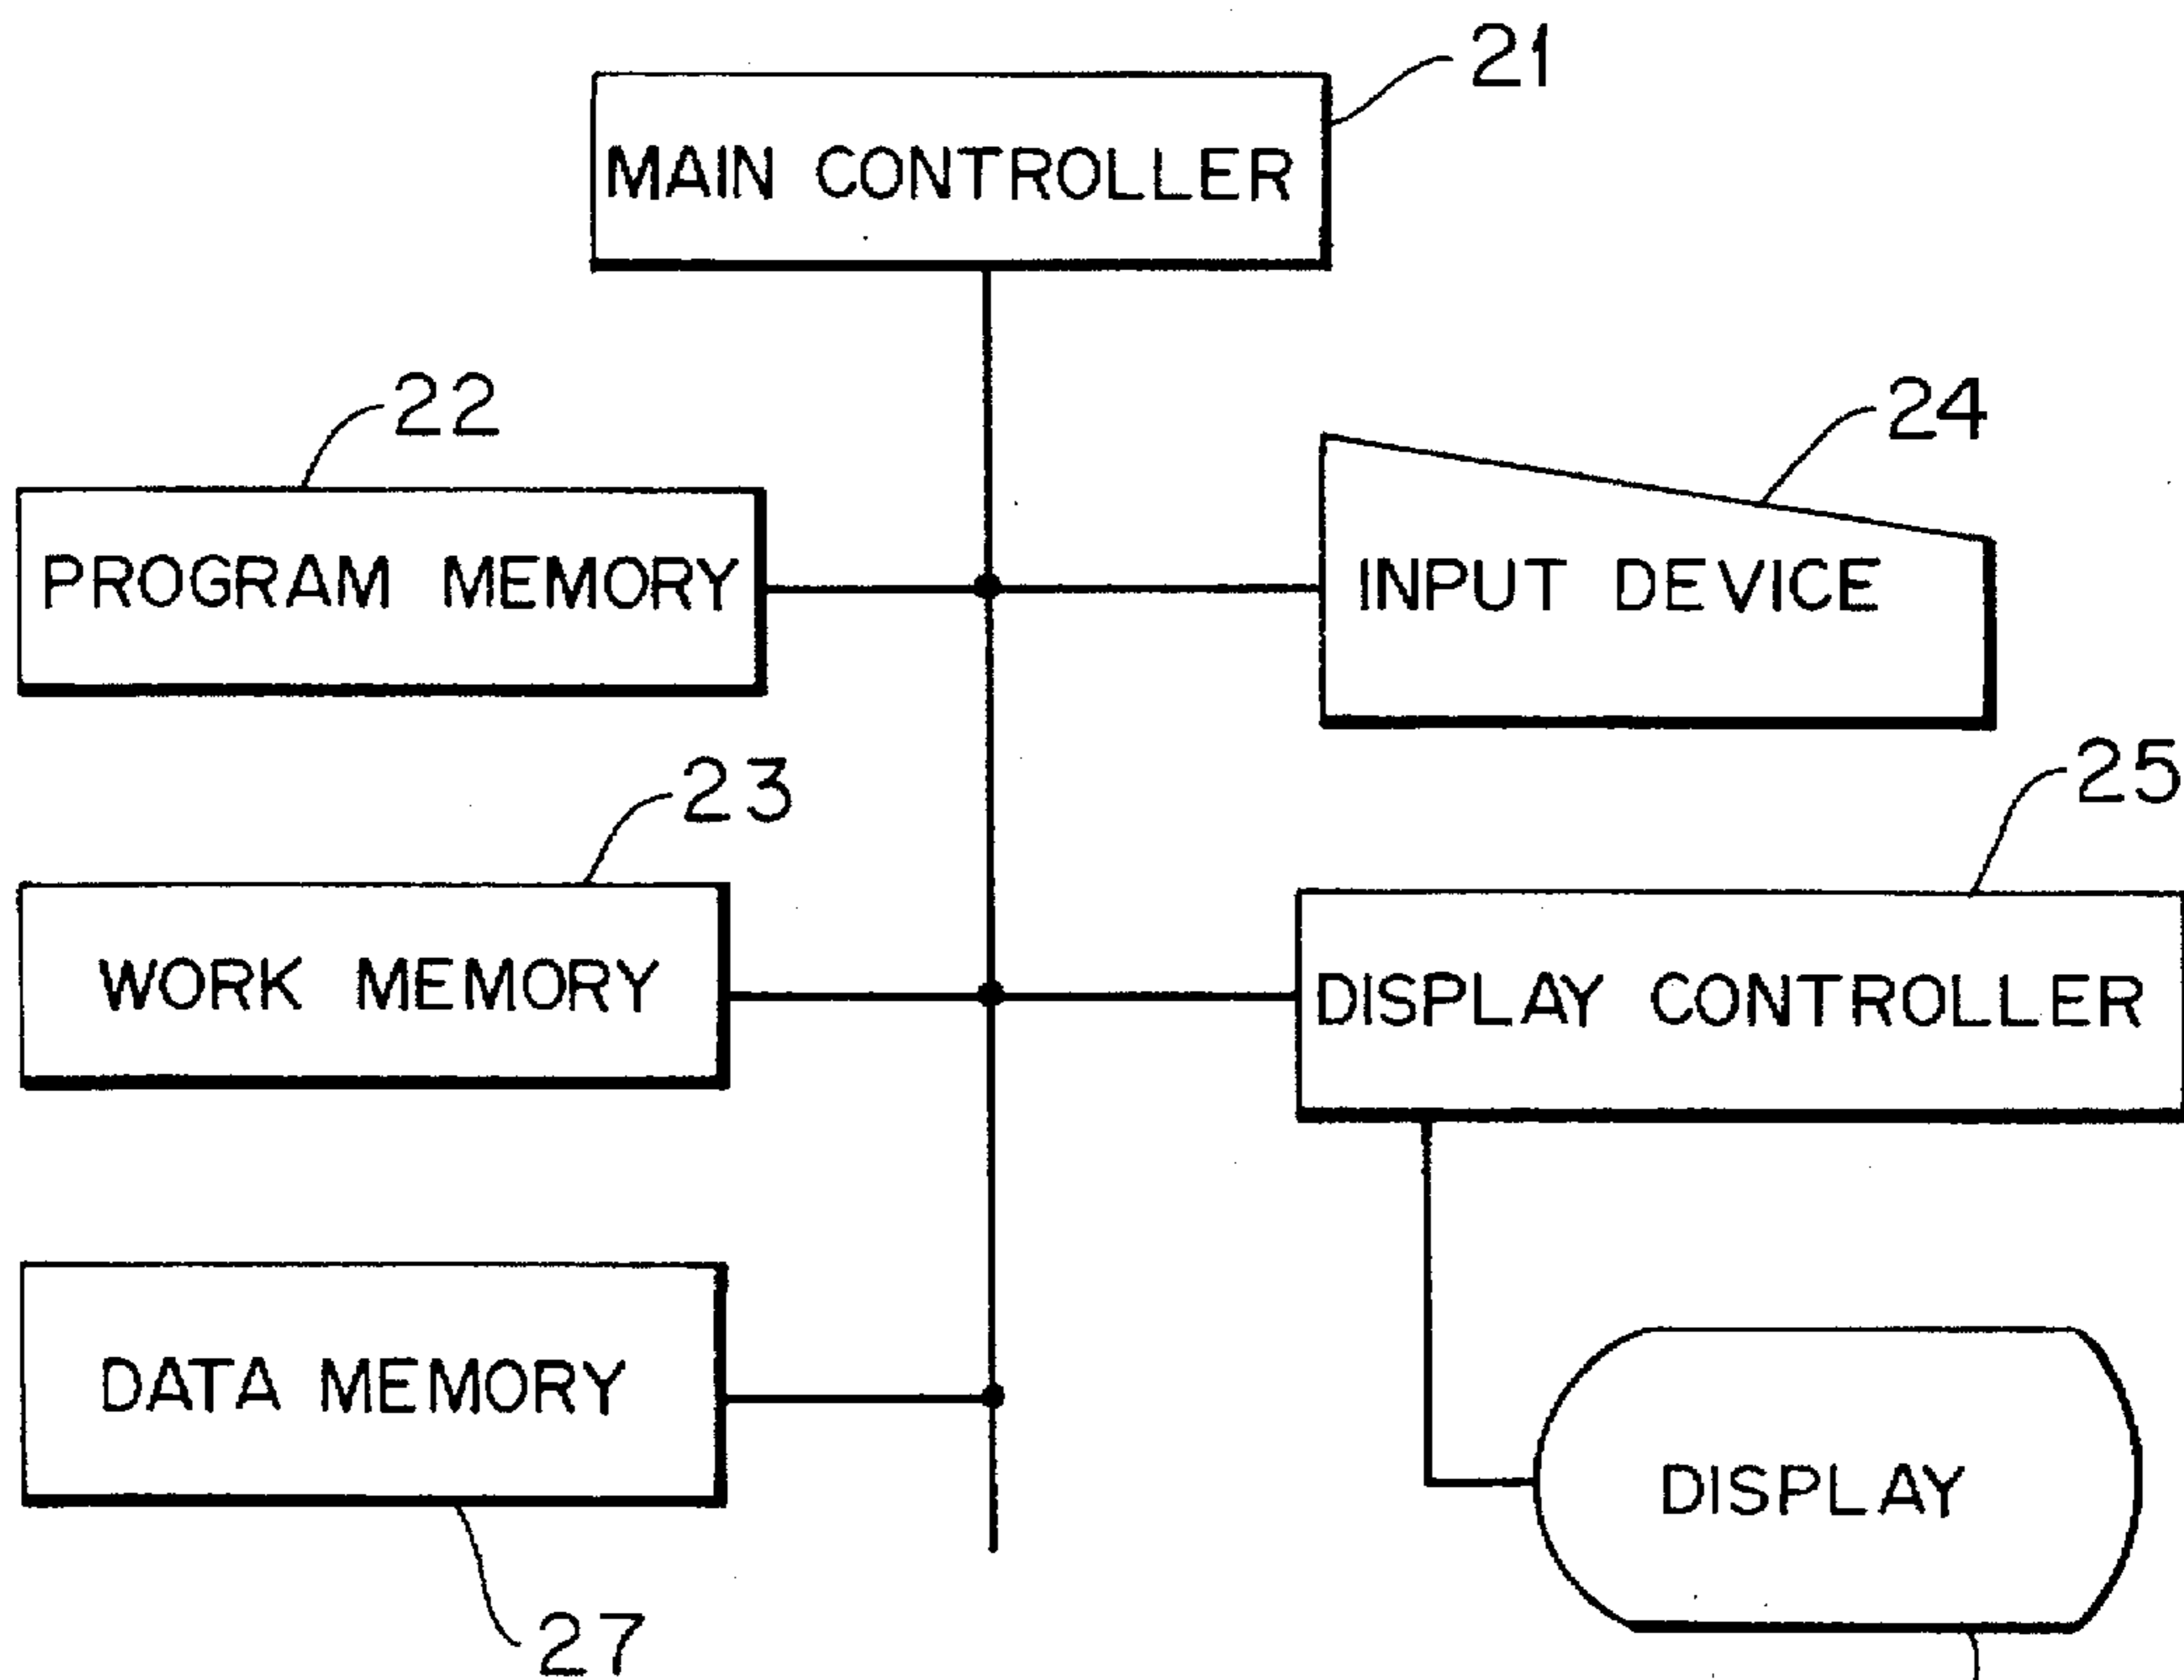 21
MAIN CONTROLLER
22
24
PROGRAM MEMORY
INPUT DEVICE
23
25
WORK MEMORY
DISPLAY CONTROLLER
DATA MEMORY
DISPLAY
27